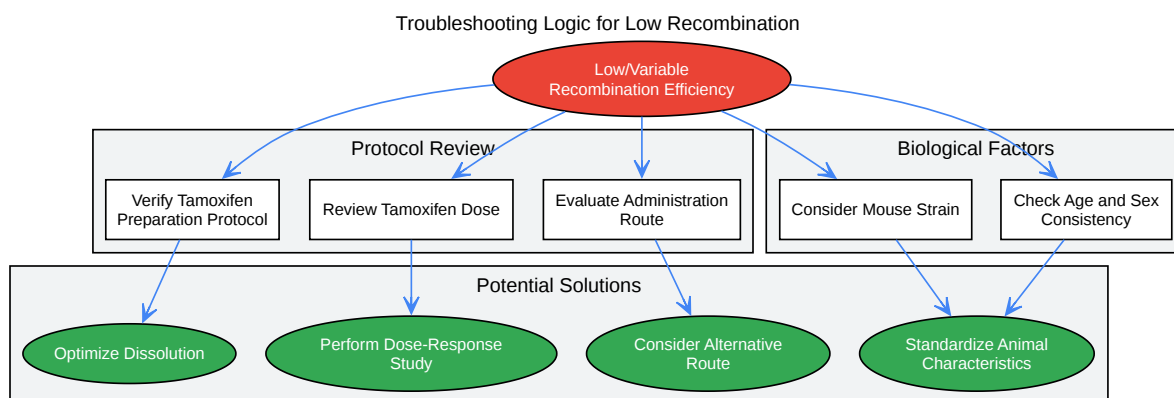 Troubleshooting Logic for Low Recombination
Low/Variable
Recombination Efficiency
Protocol Review
Biological Factors
Verify Tamoxifen
Preparation Protocol
Review Tamoxifen Dose
Evaluate Administration
Route
Consider Mouse Strain
Check Age and Sex
Consistency
Potential Solutions
Optimize Dissolution
Perform Dose-Response
Study
Consider Alternative
Route
Standardize Animal
Characteristics